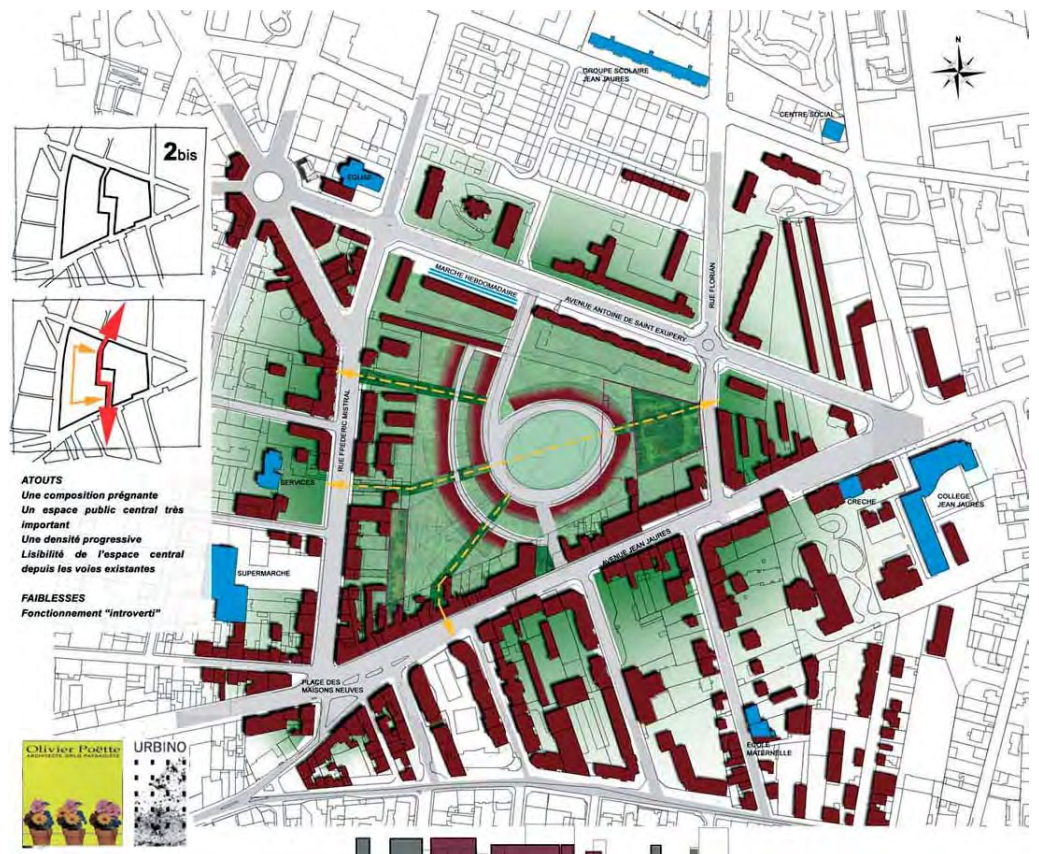 N
GROUPE SCOLAIRE
JEAN JAURES
CENTRE SOCIAL
2bis
EGLISE
MARCHE HEBDOMADAIRE
AVENUE ANTOINE DE SAINT EXUPERY
RUE FLORIAN
RUE FREDERIC MISTRAL
SERVICES
CRECHE
COLLEGE
JEAN JAURES
AVENUE JEAN JAURES
SUPERMARCHE
PLACE DES
MAISONS NEUVES
ECOLE
MATERNELLE
ATOUTS
Une composition prégnante
Un espace public central très
important
Une densité progressive
Lisibilité de l'espace central
depuis les voies existantes
FAIBLESSES
Fonctionnement "introverti"
Olivier Poëtte
ARCHITECTE DPLG PAYSAGISTE
URBINO